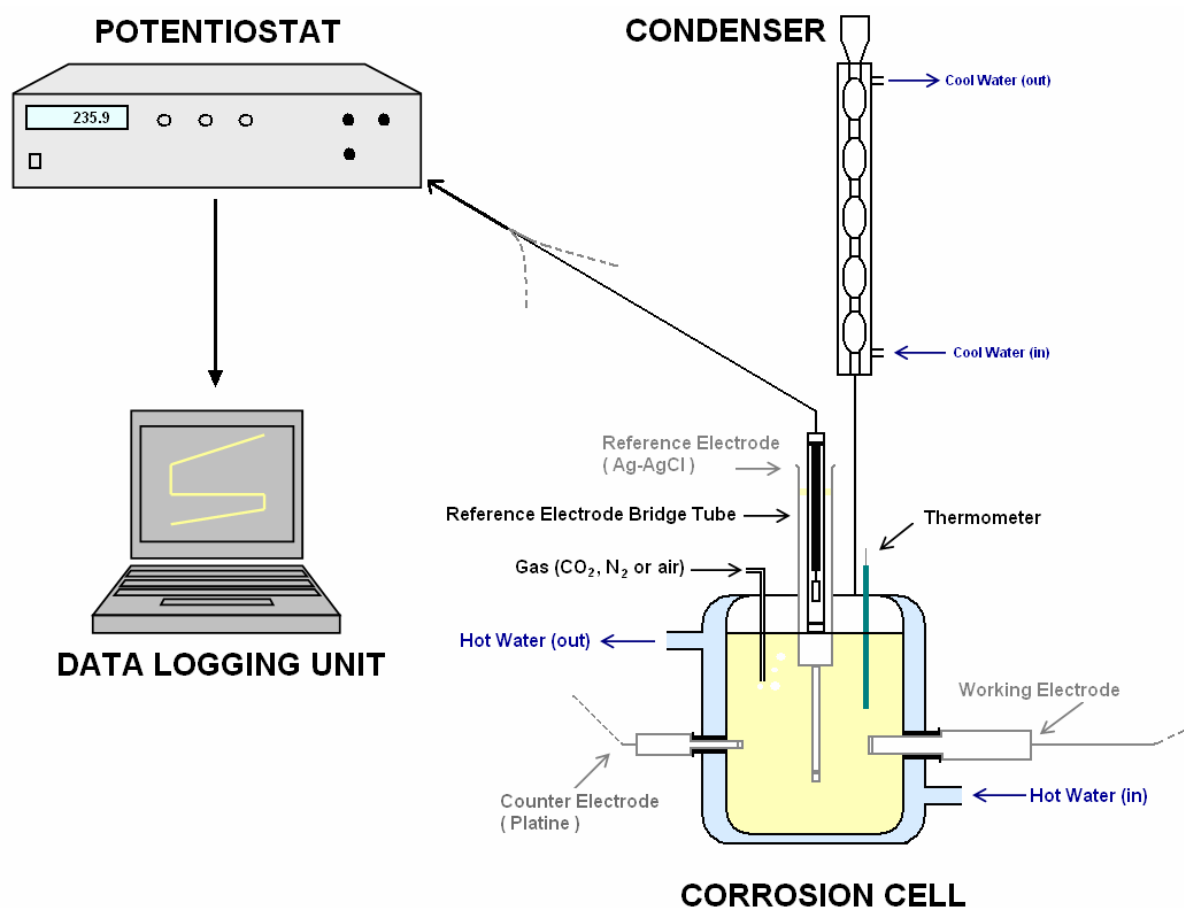 POTENTIOSTAT
CONDENSER
235.9
Cool Water (out)
Cool Water (in)
Reference Electrode
( Ag-AgCl )
Reference Electrode Bridge Tube
Thermometer
Gas (CO₂, N₂ or air)
Hot Water (out)
DATA LOGGING UNIT
Working Electrode
Counter Electrode
( Platine )
Hot Water (in)
CORROSION CELL